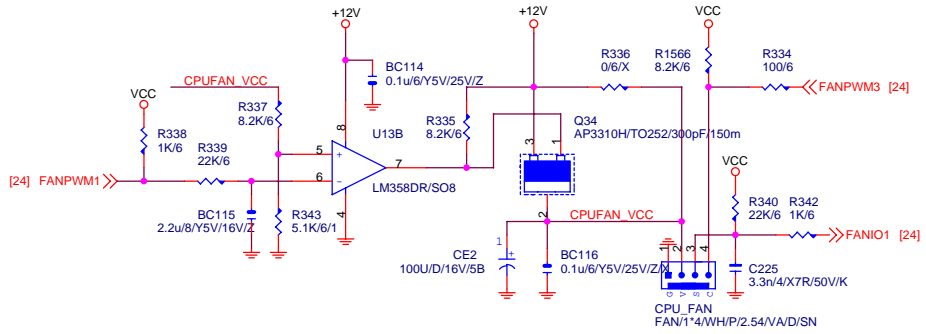 +12V
+12V
VCC
BC114
0.1u/6/Y5V/25V/Z
R336
0/6/X
R1566
8.2K/6
R334
100/6
FANPWM3 [24]
CPUFAN_VCC
VCC
R337
8.2K/6
R338
1K/6
R339
22K/6
[24] FANPWM1
BC115
2.2u/8/Y5V/16V/Z
R343
5.1K/6/1
8
5
+
6
-
7
4
U13B
LM358DR/SO8
R335
8.2K/6
Q34
AP3310H/TO252/300pF/150m
3
1
2
CPUFAN_VCC
1
+
CE2
100U/D/16V/5B
BC116
0.1u/6/Y5V/25V/Z/X
VCC
R340
22K/6
R342
1K/6
FANIO1 [24]
C225
3.3n/4/X7R/50V/K
1
2
3
4
G
V
S
C
CPU_FAN
FAN/1*4/WH/P/2.54/VA/D/SN